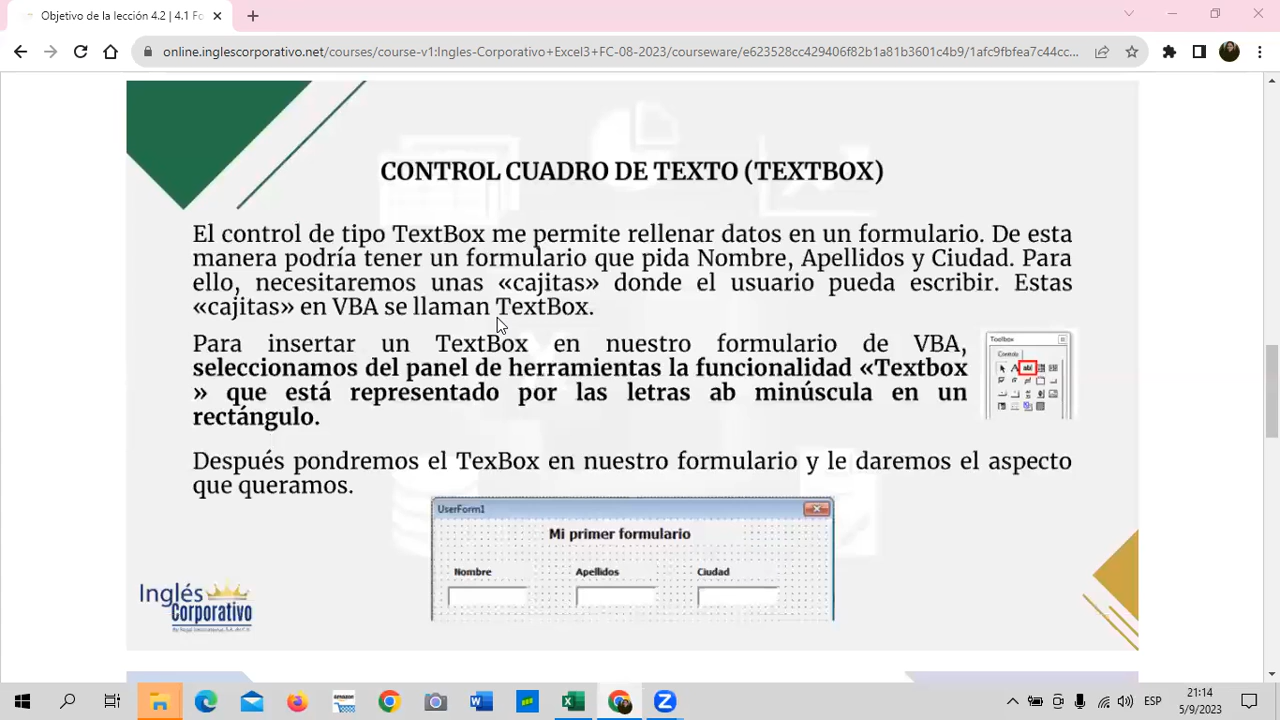 Objetivo de la lección 4.2 | 4.1 Fo
online.inglescorporativo.net/courses/course-v1:Ingles-Corporativo+Excel3+FC-08-2023/courseware/e623528cc429406f82b1a81b3601c4b9/1afc9fbfea7c44cc...
CONTROL CUADRO DE TEXTO (TEXTBOX)
El control de tipo TextBox me permite rellenar datos en un formulario. De esta
manera podría tener un formulario que pida Nombre, Apellidos y Ciudad. Para
ello, necesitaremos unas «cajitas» donde el usuario pueda escribir. Estas
«cajitas» en VBA se llaman TextBox.
Para insertar un TextBox en nuestro formulario de VBA,
seleccionamos del panel de herramientas la funcionalidad «Textbox
» que está representado por las letras ab minúscula en un
rectángulo.
Toolbox
Controls
A ab|
Después pondremos el TexBox en nuestro formulario y le daremos el aspecto
que queramos.
UserForm1
Mi primer formulario
Nombre Apellidos Ciudad
Inglés
Corporativo
ESP
21:14
5/9/2023